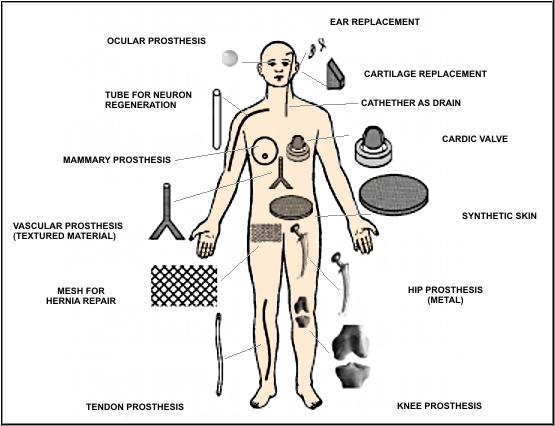 EAR REPLACEMENT
OCULAR PROSTHESIS
CARTILAGE REPLACEMENT
TUBE FOR NEURON
REGENERATION
CATHETHER AS DRAIN
CARDIC VALVE
MAMMARY PROSTHESIS
SYNTHETIC SKIN
VASCULAR PROSTHESIS
(TEXTURED MATERIAL)
MESH FOR
HERNIA REPAIR
HIP PROSTHESIS
(METAL)
TENDON PROSTHESIS
KNEE PROSTHESIS